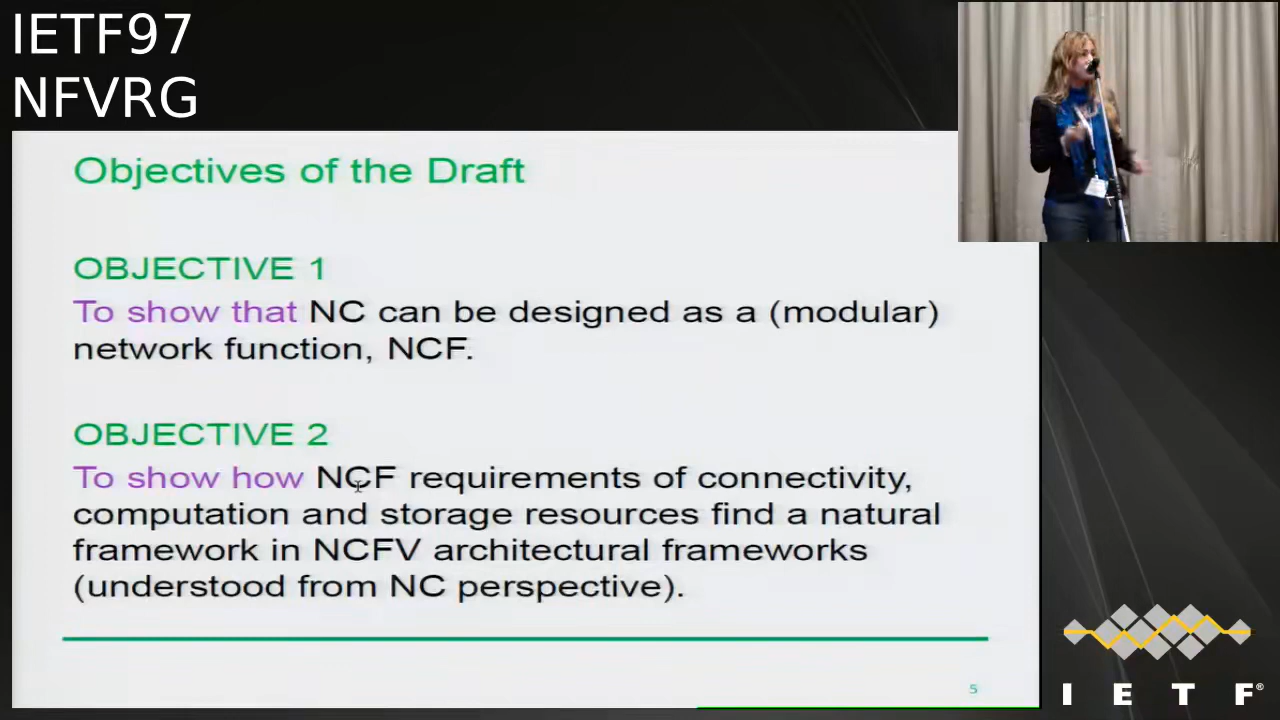 IETF97
NFVRG
Objectives of the Draft
OBJECTIVE 1
To show that NC can be designed as a (modular)
network function, NCF.
OBJECTIVE 2
To show how NCF requirements of connectivity,
computation and storage resources find a natural
framework in NCFV architectural frameworks
(understood from NC perspective).
5
I E T F®